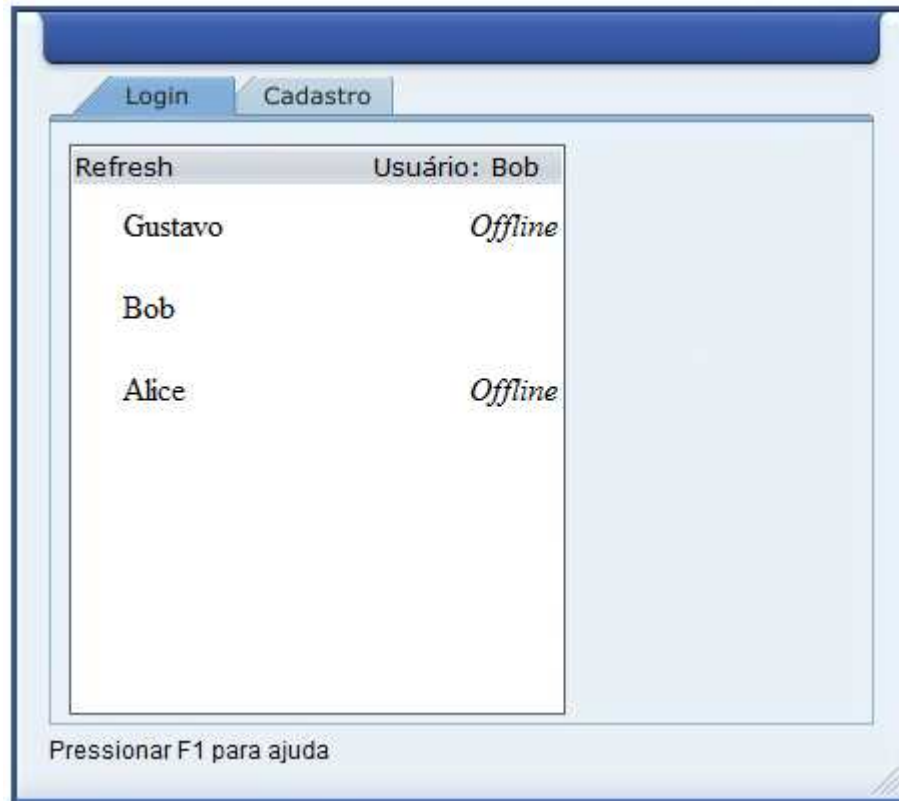 Login Cadastro
Refresh Usuário: Bob
Gustavo Offline
Bob
Alice Offline
Pressionar F1 para ajuda